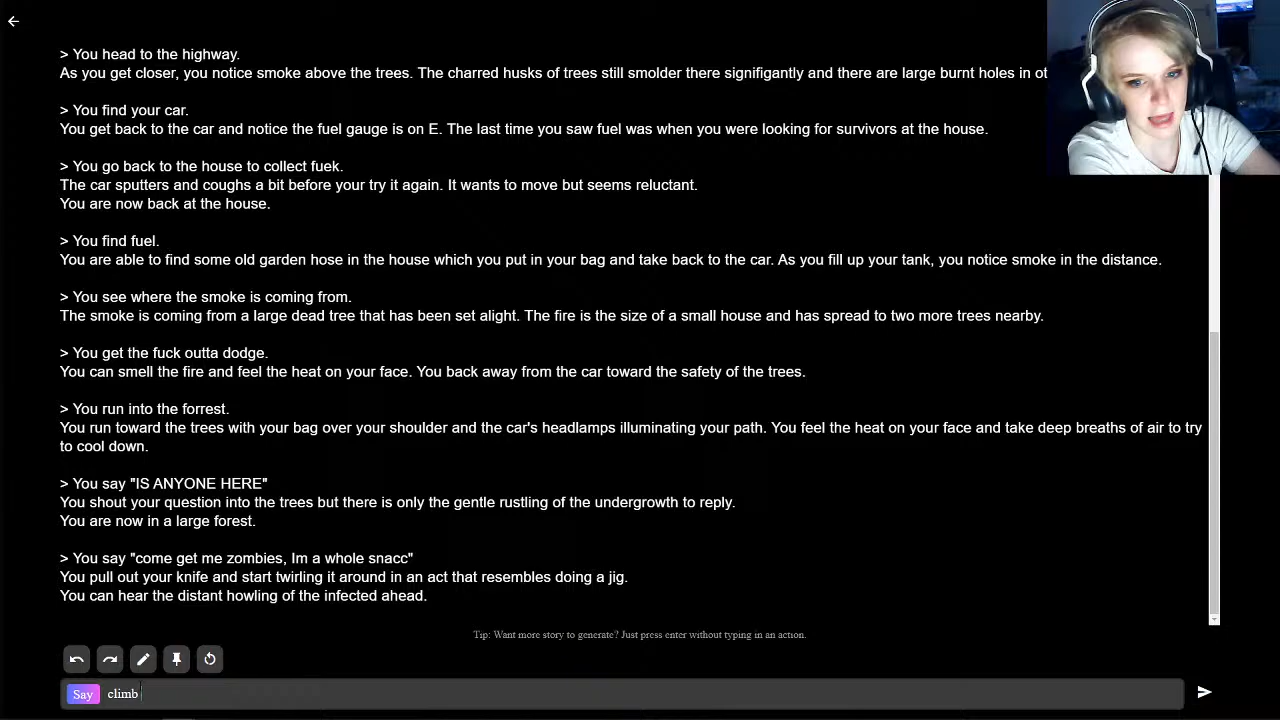 > You head to the highway.
As you get closer, you notice smoke above the trees. The charred husks of trees still smolder there signifigantly and there are large burnt holes in ot
> You find your car.
You get back to the car and notice the fuel gauge is on E. The last time you saw fuel was when you were looking for survivors at the house.
> You go back to the house to collect fuek.
The car sputters and coughs a bit before your try it again. It wants to move but seems reluctant.
You are now back at the house.
> You find fuel.
You are able to find some old garden hose in the house which you put in your bag and take back to the car. As you fill up your tank, you notice smoke in the distance.
> You see where the smoke is coming from.
The smoke is coming from a large dead tree that has been set alight. The fire is the size of a small house and has spread to two more trees nearby.
> You get the fuck outta dodge.
You can smell the fire and feel the heat on your face. You back away from the car toward the safety of the trees.
> You run into the forrest.
You run toward the trees with your bag over your shoulder and the car's headlamps illuminating your path. You feel the heat on your face and take deep breaths of air to try
to cool down.
> You say "IS ANYONE HERE"
You shout your question into the trees but there is only the gentle rustling of the undergrowth to reply.
You are now in a large forest.
> You say "come get me zombies, Im a whole snacc"
You pull out your knife and start twirling it around in an act that resembles doing a jig.
You can hear the distant howling of the infected ahead.
Tip: Want more story to generate? Just press enter without typing in an action.
Say climb